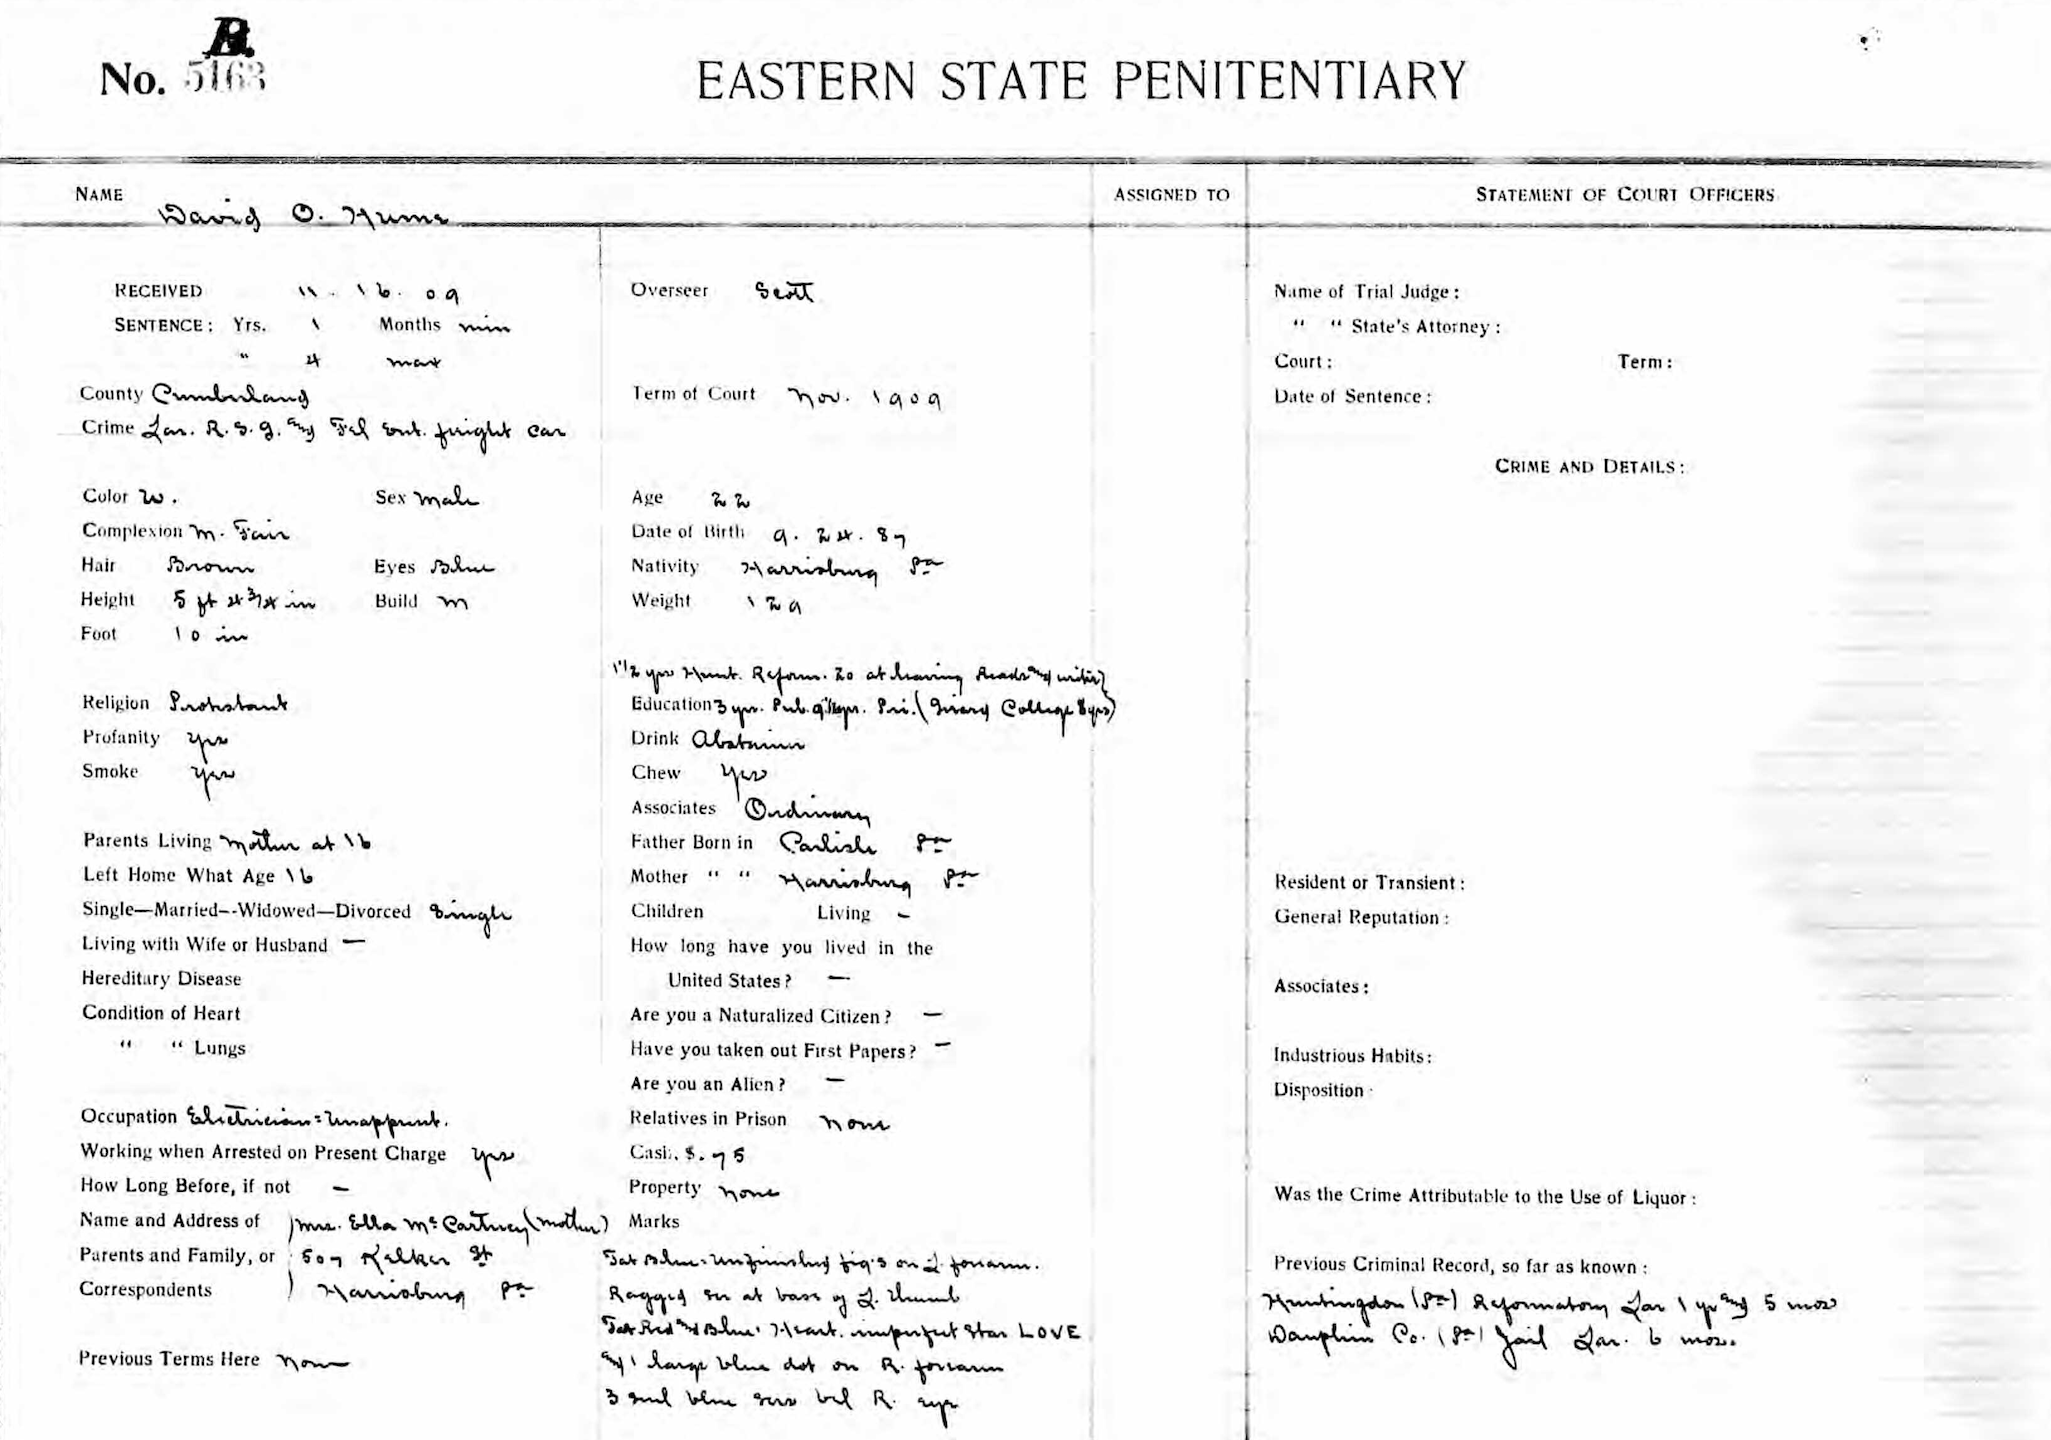 B.
No. 5163
EASTERN STATE PENITENTIARY
NAME David O. Hume
ASSIGNED TO
STATEMENT OF COURT OFFICERS
RECEIVED 11. 16. 09
SENTENCE: Yrs. 1 Months min
" 4 max
County Cumberland
Crime Lar. R. S. G. and Fel Ent. freight car
Color W. Sex Male
Complexion M. Fair
Hair Brown Eyes Blue
Height 5 ft 4 3/4 in Build M
Foot 10 in
Religion Protestant
Profanity Yes
Smoke Yes
Parents Living Mother at 16
Left Home What Age 16
Single—Married—Widowed—Divorced Single
Living with Wife or Husband —
Hereditary Disease
Condition of Heart
" " Lungs
Occupation Electrician = Unapprent.
Working when Arrested on Present Charge Yes
How Long Before, if not —
Name and Address of Mrs. Ella McCartney (Mother)
Parents and Family, or 507 Kelker St
Correspondents Harrisburg Pa
Previous Terms Here None
Overseer Scott
Term of Court Nov. 1909
Age 22
Date of Birth 9. 24. 87
Nativity Harrisburg Pa
Weight 129
1 1/2 yrs Hunt. Reform. 20 at leaving Reads and writes
Education 3 yrs. Pub. 9 1/2 yrs. Pri. (Girard College 8 yrs)
Drink Abstainer
Chew Yes
Associates Ordinary
Father Born in Carlisle Pa
Mother " " Harrisburg Pa
Children Living —
How long have you lived in the
United States? —
Are you a Naturalized Citizen? —
Have you taken out First Papers? —
Are you an Alien? —
Relatives in Prison None
Cash, $.75
Property None
Marks
Tat Blue = Unfinished fig's on L. forearm.
Ragged scr at base of L. thumb
Tat Red and Blue: Heart. imperfect star LOVE
and 1 large blue dot on R. forearm
3 sml blue scrs bel R. eye
Name of Trial Judge:
" " State's Attorney:
Court: Term:
Date of Sentence:
CRIME AND DETAILS:
Resident or Transient:
General Reputation:
Associates:
Industrious Habits:
Disposition
Was the Crime Attributable to the Use of Liquor:
Previous Criminal Record, so far as known:
Huntingdon (Pa) Reformatory Lar 1 yr and 5 mos
Dauphin Co. (Pa) Jail Lar. 6 mos.